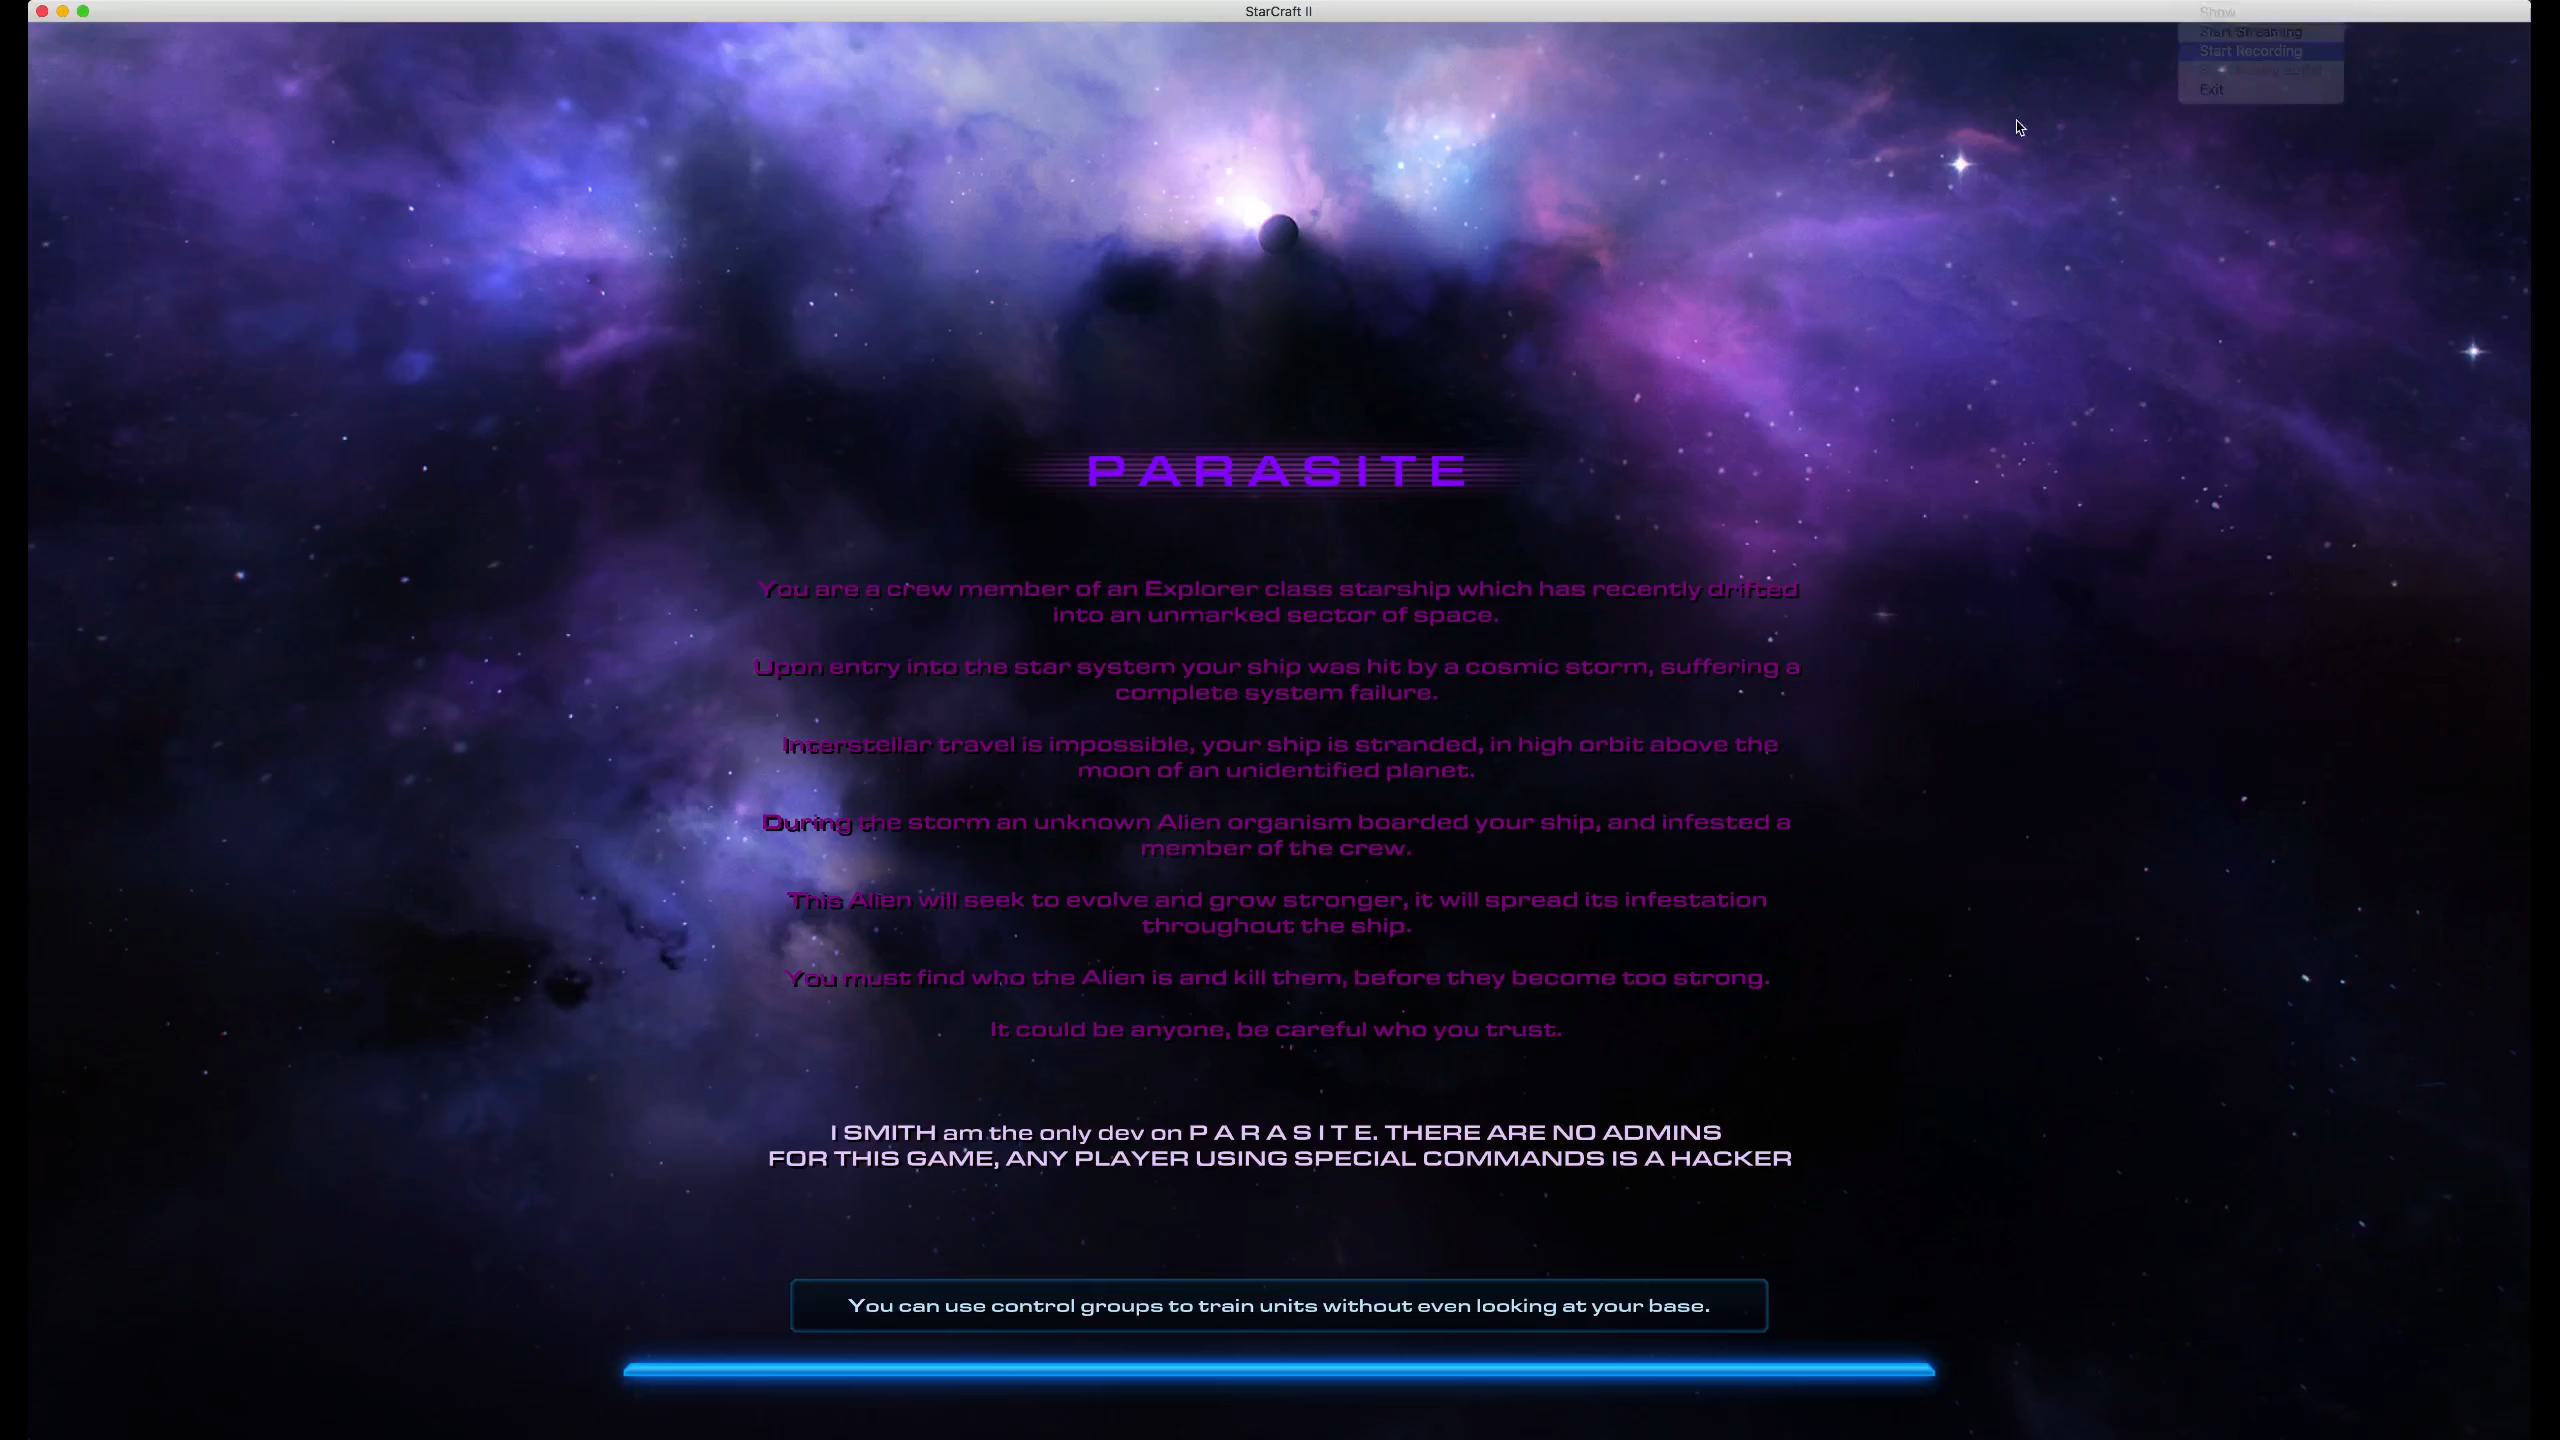 StarCraft II
Show
Start Streaming
Start Recording
Exit
PARASITE
You are a crew member of an Explorer class starship which has recently drifted
into an unmarked sector of space.
Upon entry into the star system your ship was hit by a cosmic storm, suffering a
complete system failure.
Interstellar travel is impossible, your ship is stranded, in high orbit above the
moon of an unidentified planet.
During the storm an unknown Alien organism boarded your ship, and infested a
member of the crew.
This Alien will seek to evolve and grow stronger, it will spread its infestation
throughout the ship.
You must find who the Alien is and kill them, before they become too strong.
It could be anyone, be careful who you trust.
I SMITH am the only dev on P A R A S I T E. THERE ARE NO ADMINS
FOR THIS GAME, ANY PLAYER USING SPECIAL COMMANDS IS A HACKER
You can use control groups to train units without even looking at your base.